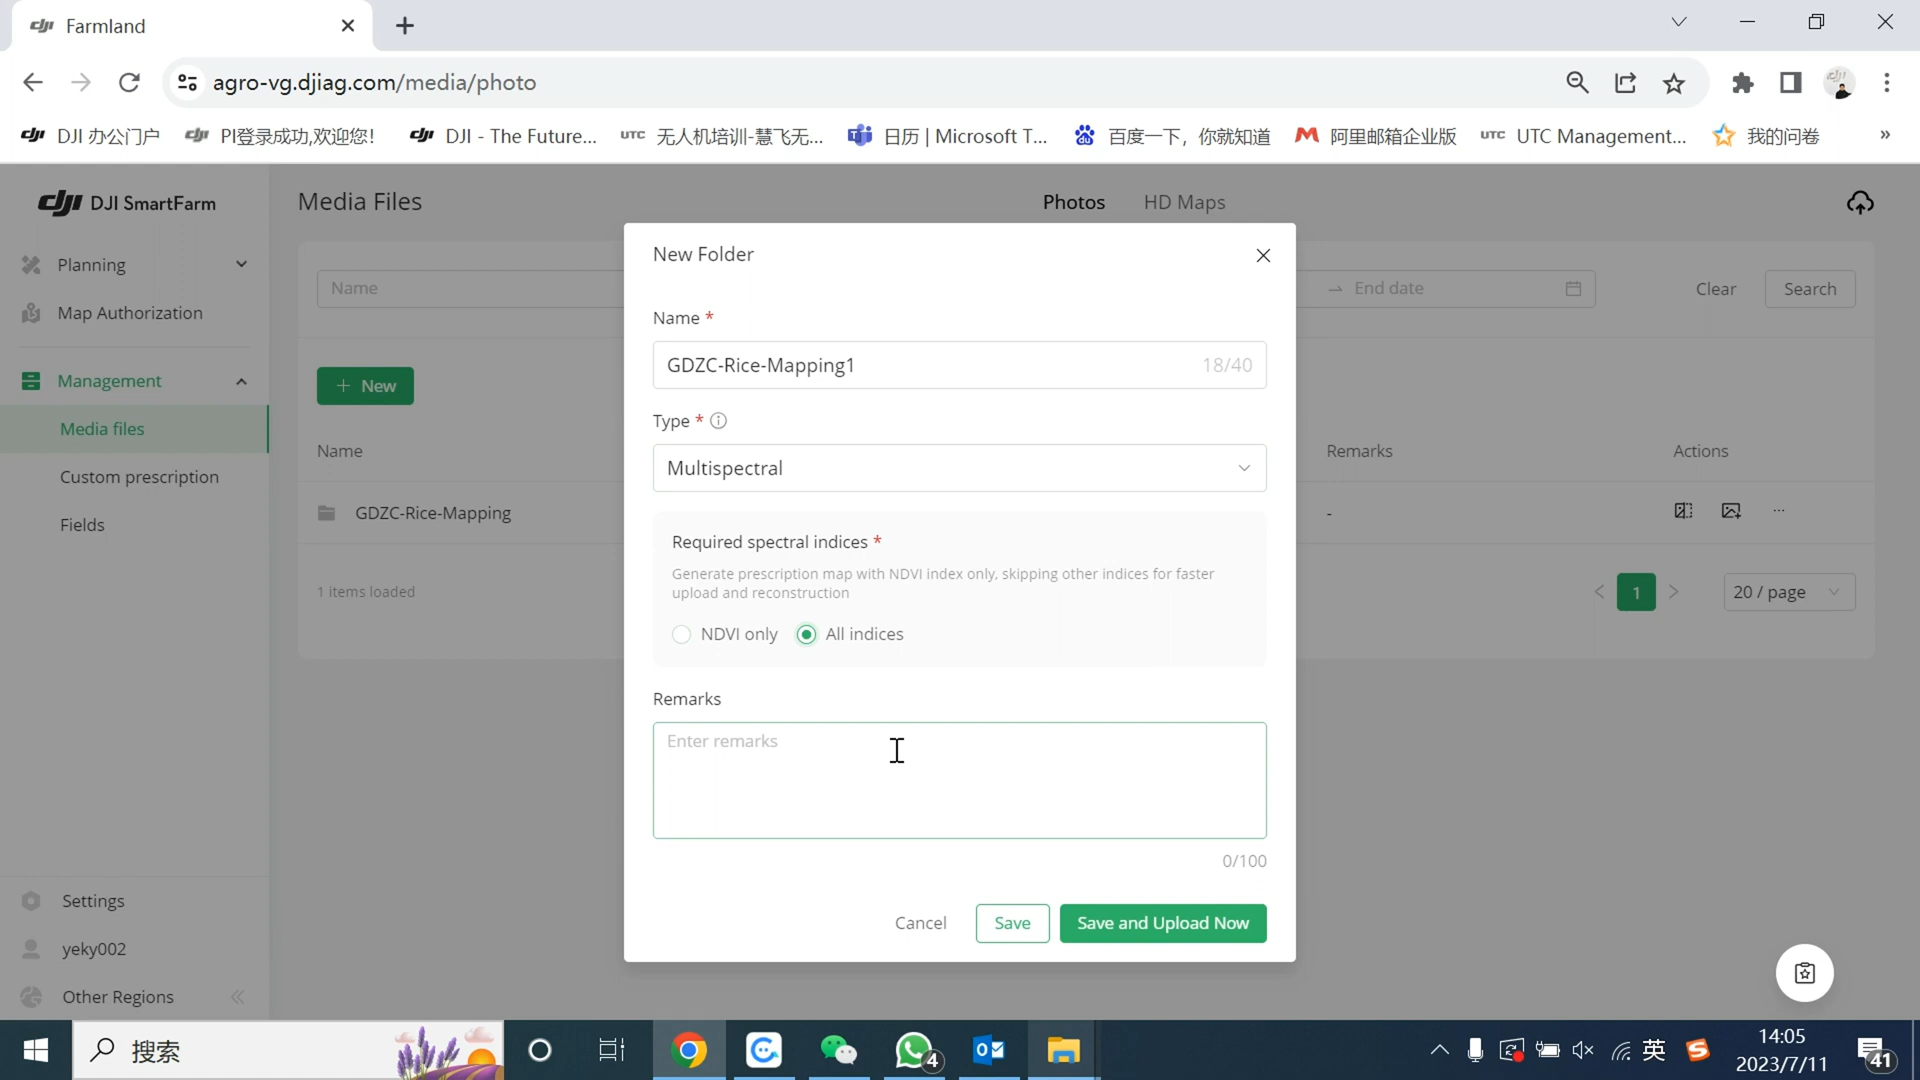 Farmland
agro-vg.djiag.com/media/photo
DJI 办公门户
PI登录成功,欢迎您!
DJI - The Future...
UTC 无人机培训-慧飞无...
日历 | Microsoft T...
百度一下，你就知道
阿里邮箱企业版
UTC UTC Management...
我的问卷
»
dji DJI SmartFarm
Planning
Map Authorization
Management
Media files
Custom prescription
Fields
Settings
yeky002
Other Regions
Media Files
Photos
HD Maps
Name
End date
Clear
Search
+ New
Name
Remarks
Actions
GDZC-Rice-Mapping
-
...
1 items loaded
1
20 / page
New Folder
Name *
GDZC-Rice-Mapping1
18/40
Type *
Multispectral
Required spectral indices *
Generate prescription map with NDVI index only, skipping other indices for faster
upload and reconstruction
NDVI only
All indices
Remarks
Enter remarks
0/100
Cancel
Save
Save and Upload Now
搜索
4
英
14:05
2023/7/11
41